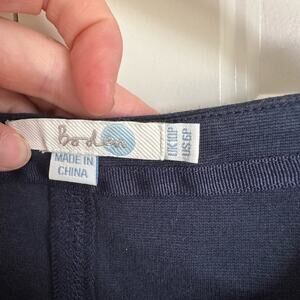 Boden
MADE IN
CHINA
UK 10P
US 6P